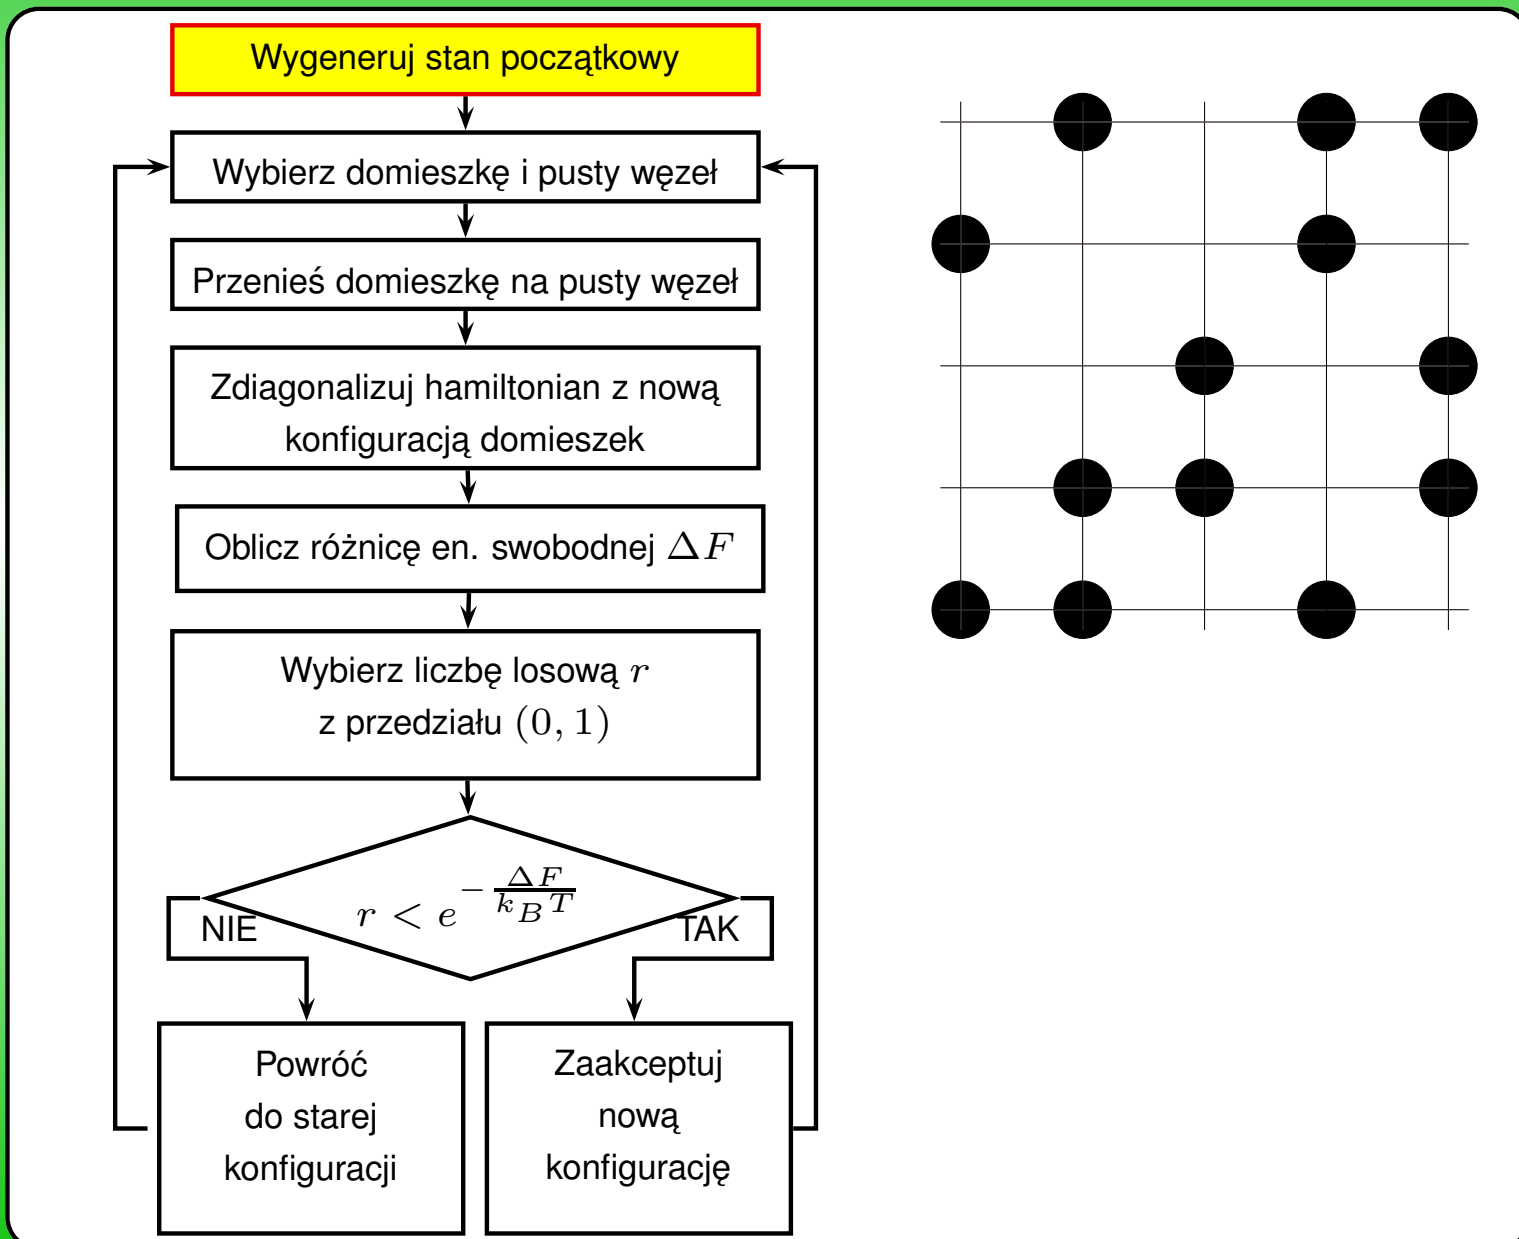 Wygeneruj stan początkowy
Wybierz domieszkę i pusty węzeł
Przenieś domieszkę na pusty węzeł
Zdiagonalizuj hamiltonian z nową
konfiguracją domieszek
Oblicz różnicę en. swobodnej ΔF
Wybierz liczbę losową r
z przedziału (0, 1)
r < e^{-\frac{ΔF}{k_B T}}
NIE
TAK
Powróć
do starej
konfiguracji
Zaakceptuj
nową
konfigurację